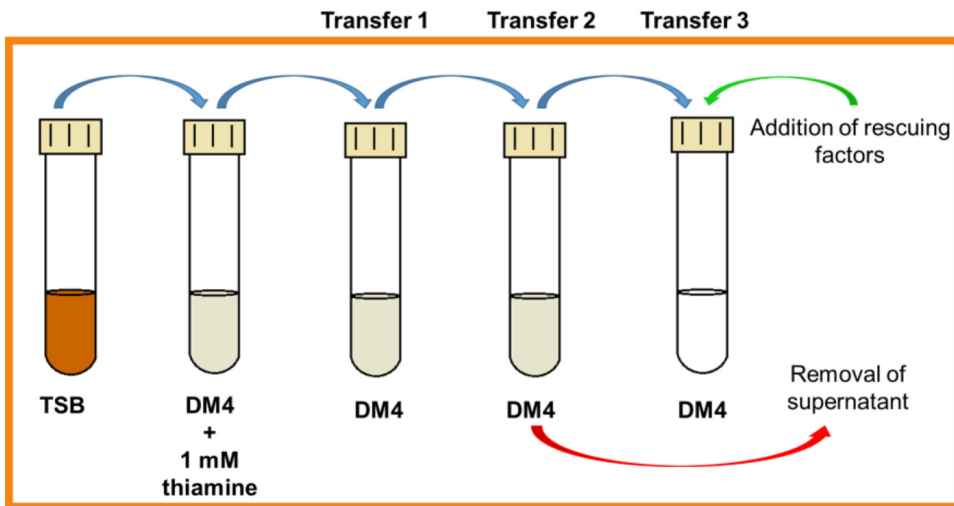 Transfer 1
Transfer 2
Transfer 3
Addition of rescuing
factors
TSB
DM4
+
1 mM
thiamine
DM4
DM4
DM4
Removal of
supernatant